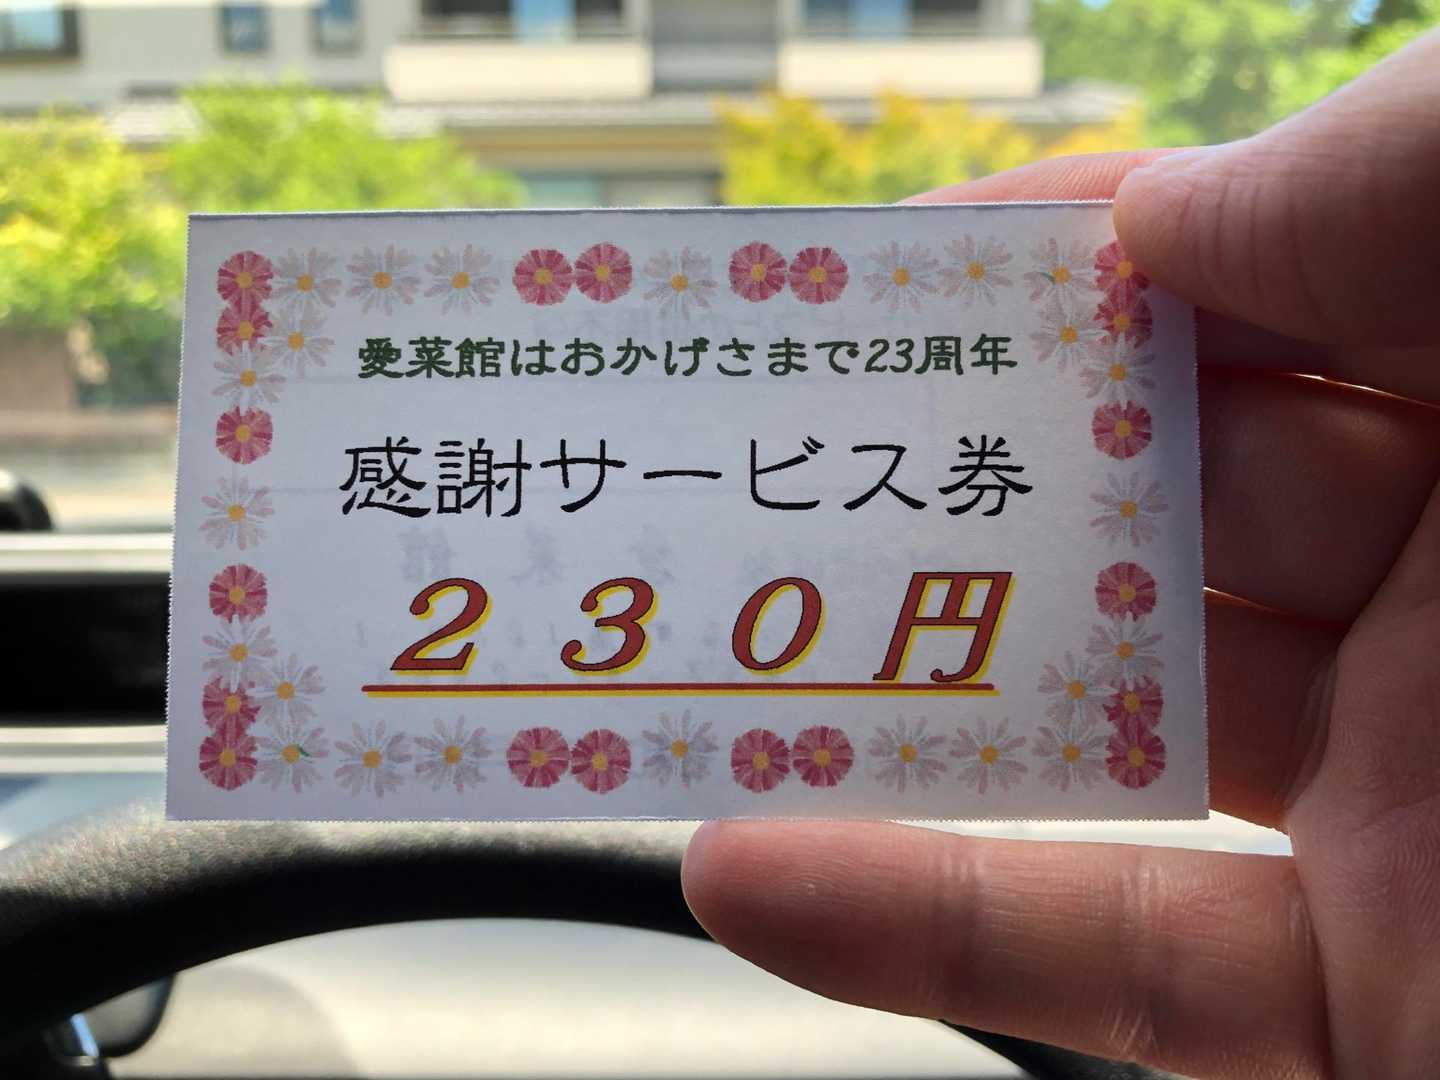 愛菜館はおかげさまで23周年
感謝サービス券
２３０円